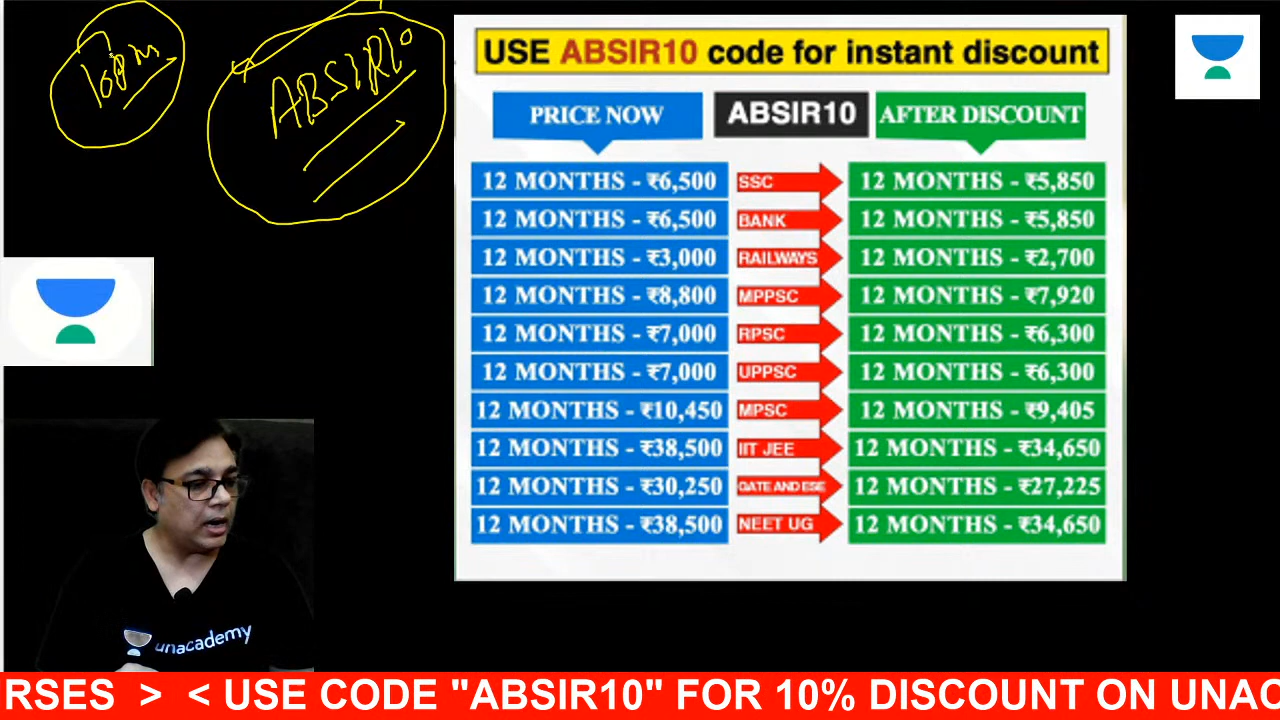 ABSIR10
USE ABSIR10 code for instant discount
PRICE NOW ABSIR10 AFTER DISCOUNT
12 MONTHS - ₹6,500 SSC 12 MONTHS - ₹5,850
12 MONTHS - ₹6,500 BANK 12 MONTHS - ₹5,850
12 MONTHS - ₹3,000 RAILWAYS 12 MONTHS - ₹2,700
12 MONTHS - ₹8,800 MPPSC 12 MONTHS - ₹7,920
12 MONTHS - ₹7,000 RPSC 12 MONTHS - ₹6,300
12 MONTHS - ₹7,000 UPPSC 12 MONTHS - ₹6,300
12 MONTHS - ₹10,450 MPSC 12 MONTHS - ₹9,405
12 MONTHS - ₹38,500 IIT JEE 12 MONTHS - ₹34,650
12 MONTHS - ₹30,250 GATE AND ESE 12 MONTHS - ₹27,225
12 MONTHS - ₹38,500 NEET UG 12 MONTHS - ₹34,650
unacademy
RSES > < USE CODE "ABSIR10" FOR 10% DISCOUNT ON UNAC